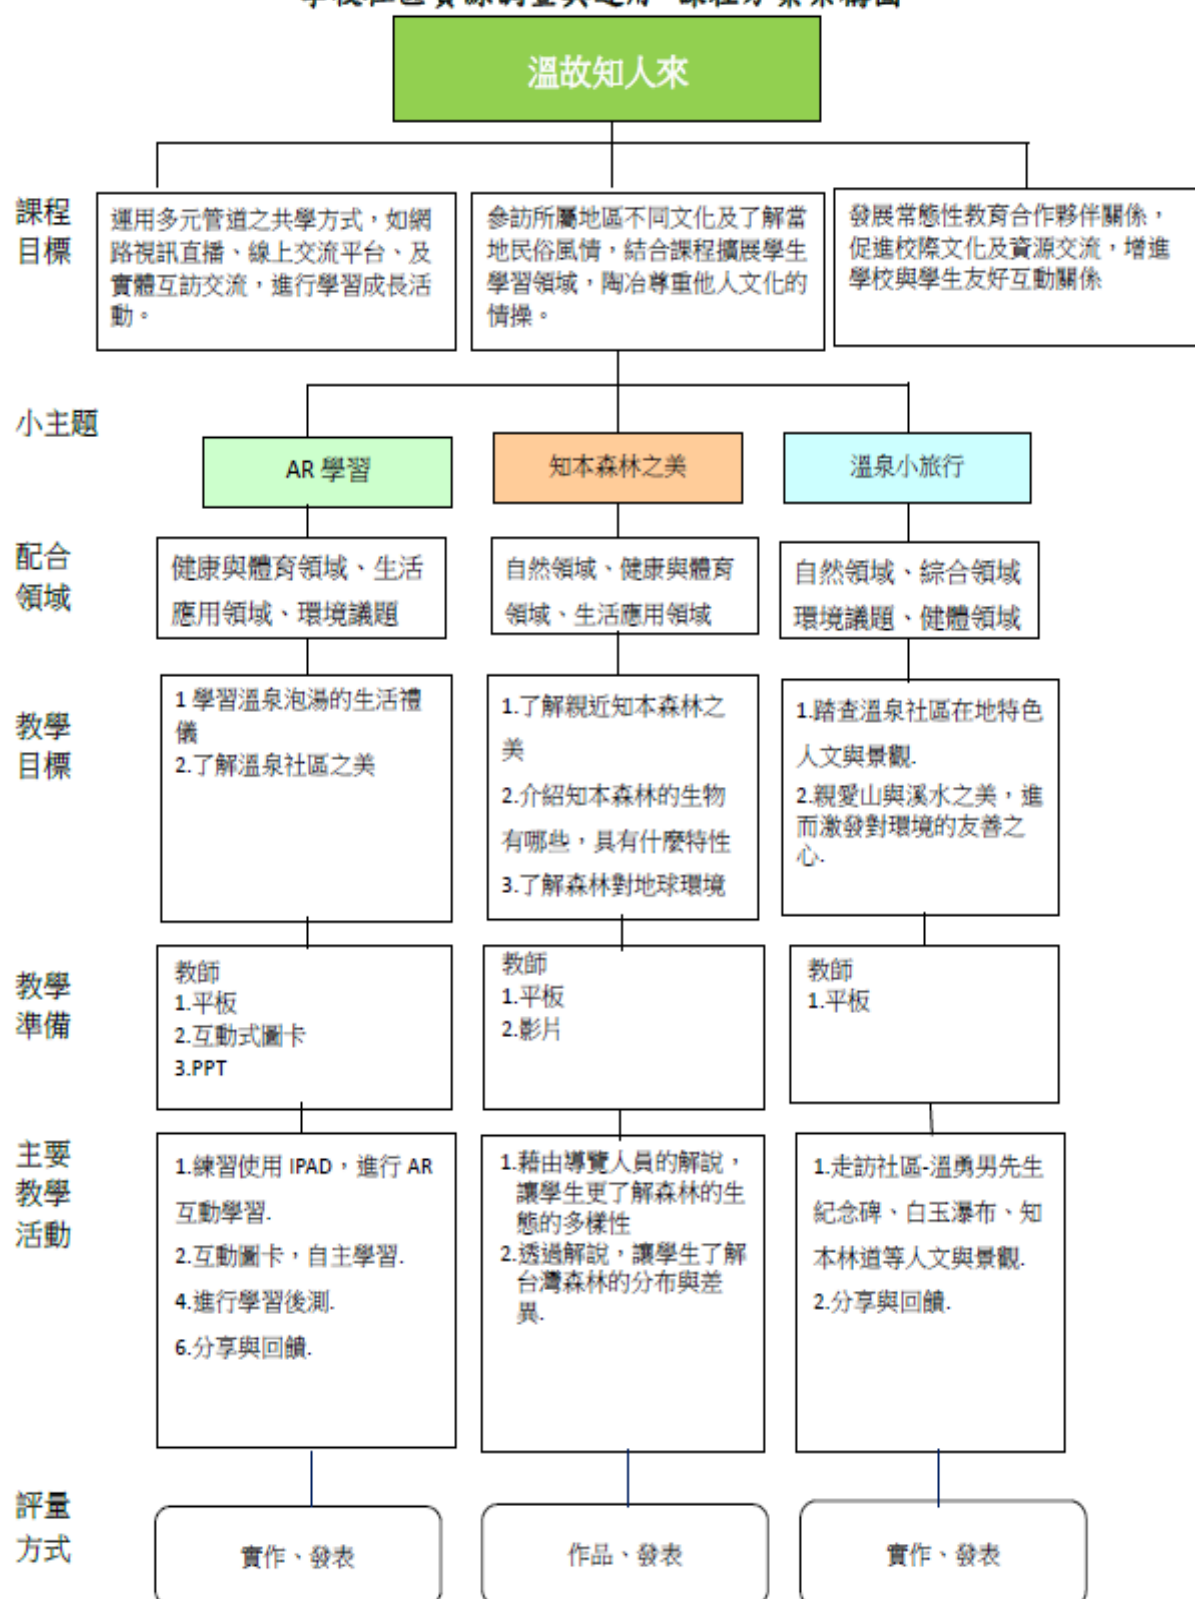 溫故知人來
課程
目標
運用多元管道之共學方式，如網
路視訊直播、線上交流平台、及
實體互訪交流，進行學習成長活
動。
參訪所屬地區不同文化及了解當
地民俗風情，結合課程擴展學生
學習領域，陶冶尊重他人文化的
情操。
發展常態性教育合作夥伴關係，
促進校際文化及資源交流，增進
學校與學生友好互動關係
小主題
AR 學習
知本森林之美
溫泉小旅行
配合
領域
健康與體育領域、生活
應用領域、環境議題
自然領域、健康與體育
領域、生活應用領域
自然領域、綜合領域
環境議題、健體領域
教學
目標
1 學習溫泉泡湯的生活禮
儀
2.了解溫泉社區之美
1.了解親近知本森林之
美
2.介紹知本森林的生物
有哪些，具有什麼特性
3.了解森林對地球環境
1.踏查溫泉社區在地特色
人文與景觀.
2.親愛山與溪水之美，進
而激發對環境的友善之
心.
教學
準備
教師
1.平板
2.互動式圖卡
3.PPT
教師
1.平板
2.影片
教師
1.平板
主要
教學
活動
1.練習使用 IPAD，進行 AR
互動學習.
2.互動圖卡，自主學習.
4.進行學習後測.
6.分享與回饋.
1.藉由導覽人員的解說，
讓學生更了解森林的生
態的多樣性
2.透過解說，讓學生了解
台灣森林的分布與差
異.
1.走訪社區-溫勇男先生
紀念碑、白玉瀑布、知
本林道等人文與景觀.
2.分享與回饋.
評量
方式
實作、發表
作品、發表
實作、發表